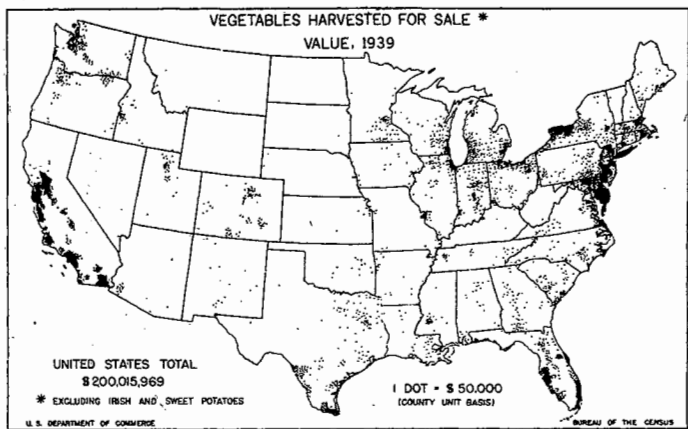 VEGETABLES HARVESTED FOR SALE *
VALUE, 1939
UNITED STATES TOTAL
$200,015,969
* EXCLUDING IRISH AND SWEET POTATOES
1 DOT = $50,000
(COUNTY UNIT BASIS)
U. S. DEPARTMENT OF COMMERCE
BUREAU OF THE CENSUS